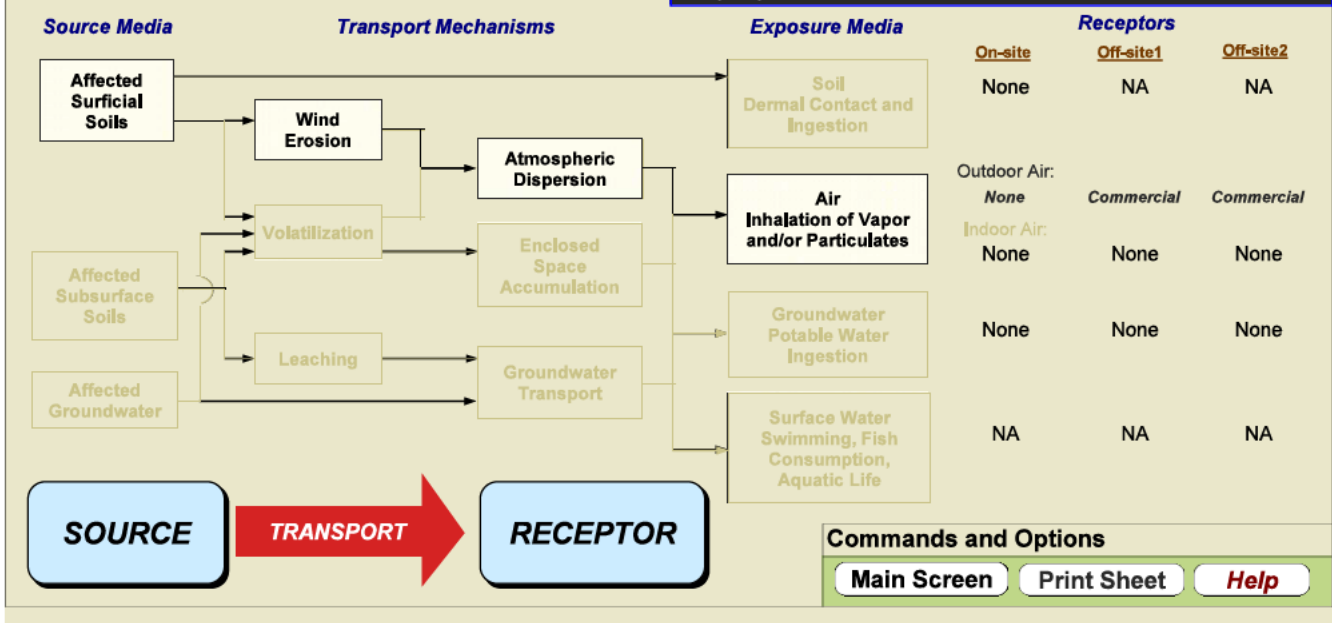 Source Media
Transport Mechanisms
Exposure Media
Receptors
On-site
Off-site1
Off-site2
Affected
Surficial
Soils
Soil
Dermal Contact and
Ingestion
None
NA
NA
Wind
Erosion
Atmospheric
Dispersion
Air
Inhalation of Vapor
and/or Particulates
Outdoor Air:
None
Commercial
Commercial
Indoor Air:
None
None
None
Volatilization
Enclosed
Space
Accumulation
Affected
Subsurface
Soils
Groundwater
Potable Water
Ingestion
None
None
None
Leaching
Groundwater
Transport
Affected
Groundwater
Surface Water
Swimming, Fish
Consumption,
Aquatic Life
NA
NA
NA
SOURCE
TRANSPORT
RECEPTOR
Commands and Options
Main Screen
Print Sheet
Help